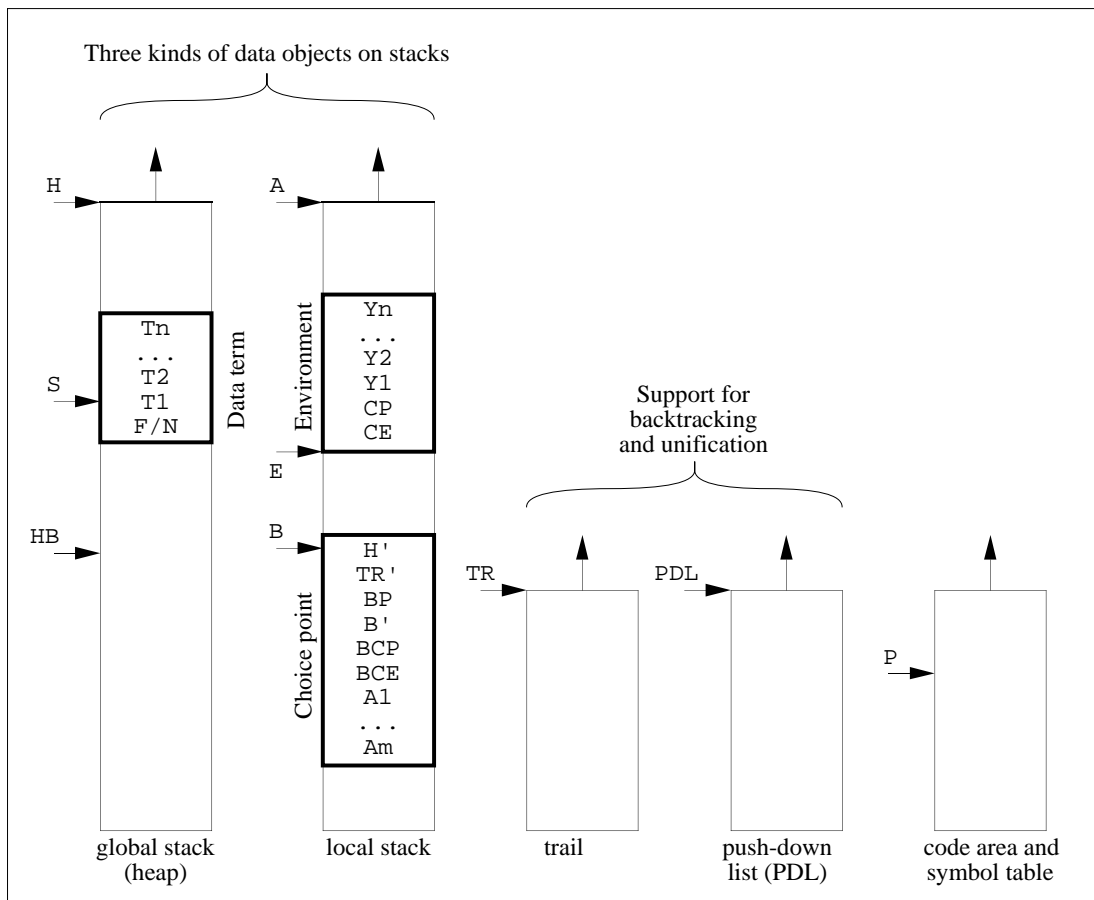 Three kinds of data objects on stacks
H
A
Tn
...
T2
T1
F/N
S
Data term
HB
Yn
...
Y2
Y1
CP
CE
Environment
E
B
H'
TR'
BP
B'
BCP
BCE
A1
...
Am
Choice point
Support for
backtracking
and unification
TR
PDL
P
global stack
(heap)
local stack
trail
push-down
list (PDL)
code area and
symbol table